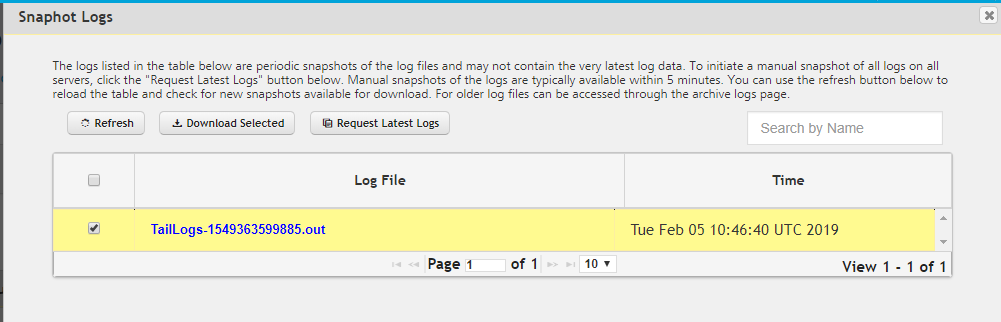 Snaphot Logs
The logs listed in the table below are periodic snapshots of the log files and may not contain the very latest log data. To initiate a manual snapshot of all logs on all
servers, click the "Request Latest Logs" button below. Manual snapshots of the logs are typically available within 5 minutes. You can use the refresh button below to
reload the table and check for new snapshots available for download. For older log files can be accessed through the archive logs page.
Refresh Download Selected Request Latest Logs Search by Name
Log File Time
TailLogs-1549363599885.out Tue Feb 05 10:46:40 UTC 2019
Page 1 of 1 10 View 1 - 1 of 1